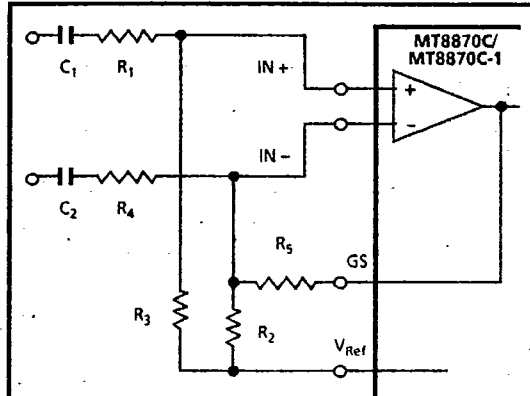 MT8870C/
MT8870C-1
C1
R1
IN +
+
−
IN −
C2
R4
R5
GS
R3
R2
VRef